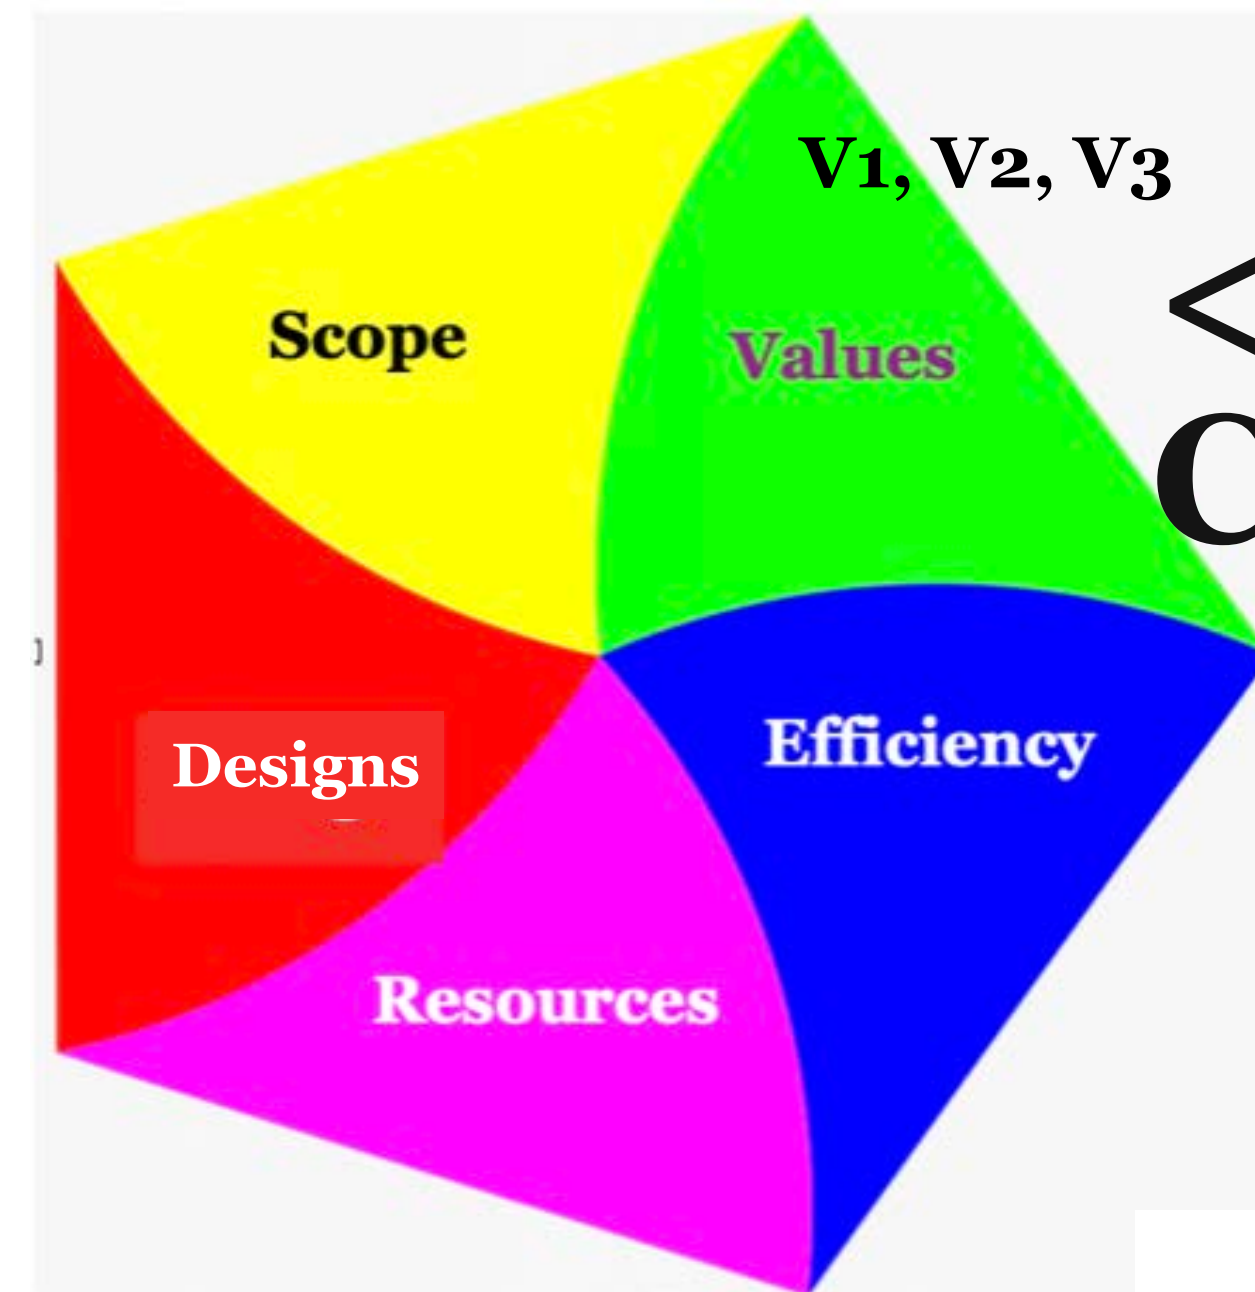 V1, V2, V3
<
Scope
Values
Efficiency
Designs
Resources